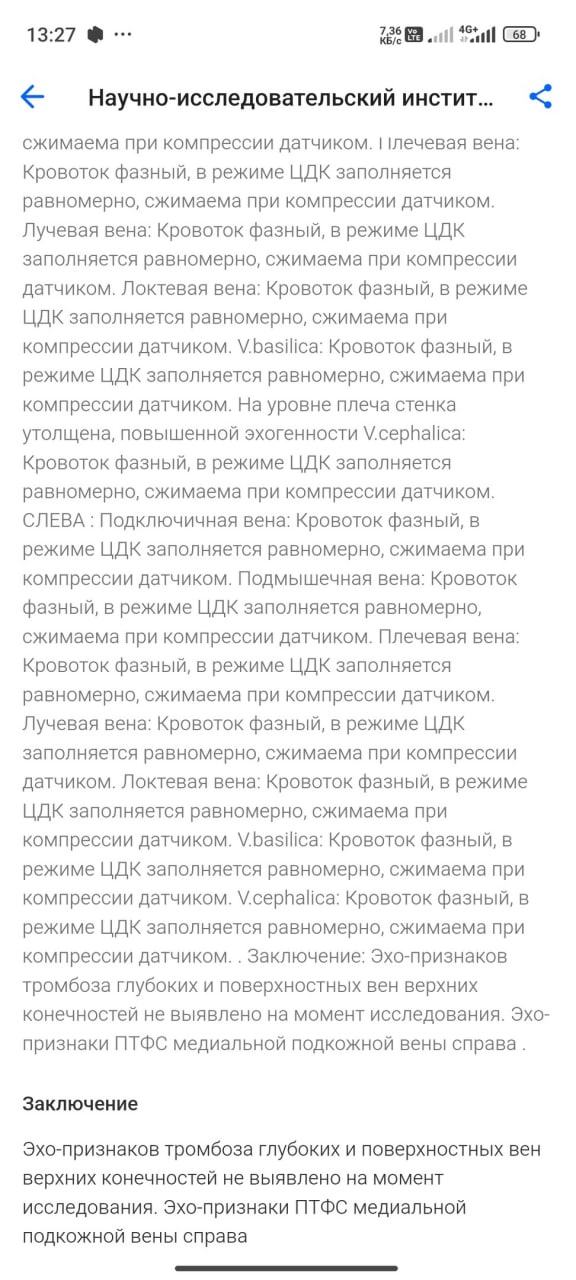 13:27 ...
7,36 КБ/с Vo LTE 4G+ 68
Научно-исследовательский инстит...
сжимаема при компрессии датчиком. Плечевая вена:
Кровоток фазный, в режиме ЦДК заполняется
равномерно, сжимаема при компрессии датчиком.
Лучевая вена: Кровоток фазный, в режиме ЦДК
заполняется равномерно, сжимаема при компрессии
датчиком. Локтевая вена: Кровоток фазный, в режиме
ЦДК заполняется равномерно, сжимаема при
компрессии датчиком. V.basilica: Кровоток фазный, в
режиме ЦДК заполняется равномерно, сжимаема при
компрессии датчиком. На уровне плеча стенка
утолщена, повышенной эхогенности V.cephalica:
Кровоток фазный, в режиме ЦДК заполняется
равномерно, сжимаема при компрессии датчиком.
СЛЕВА : Подключичная вена: Кровоток фазный, в
режиме ЦДК заполняется равномерно, сжимаема при
компрессии датчиком. Подмышечная вена: Кровоток
фазный, в режиме ЦДК заполняется равномерно,
сжимаема при компрессии датчиком. Плечевая вена:
Кровоток фазный, в режиме ЦДК заполняется
равномерно, сжимаема при компрессии датчиком.
Лучевая вена: Кровоток фазный, в режиме ЦДК
заполняется равномерно, сжимаема при компрессии
датчиком. Локтевая вена: Кровоток фазный, в режиме
ЦДК заполняется равномерно, сжимаема при
компрессии датчиком. V.basilica: Кровоток фазный, в
режиме ЦДК заполняется равномерно, сжимаема при
компрессии датчиком. V.cephalica: Кровоток фазный, в
режиме ЦДК заполняется равномерно, сжимаема при
компрессии датчиком. . Заключение: Эхо-признаков
тромбоза глубоких и поверхностных вен верхних
конечностей не выявлено на момент исследования. Эхо-
признаки ПТФС медиальной подкожной вены справа .
Заключение
Эхо-признаков тромбоза глубоких и поверхностных вен
верхних конечностей не выявлено на момент
исследования. Эхо-признаки ПТФС медиальной
подкожной вены справа